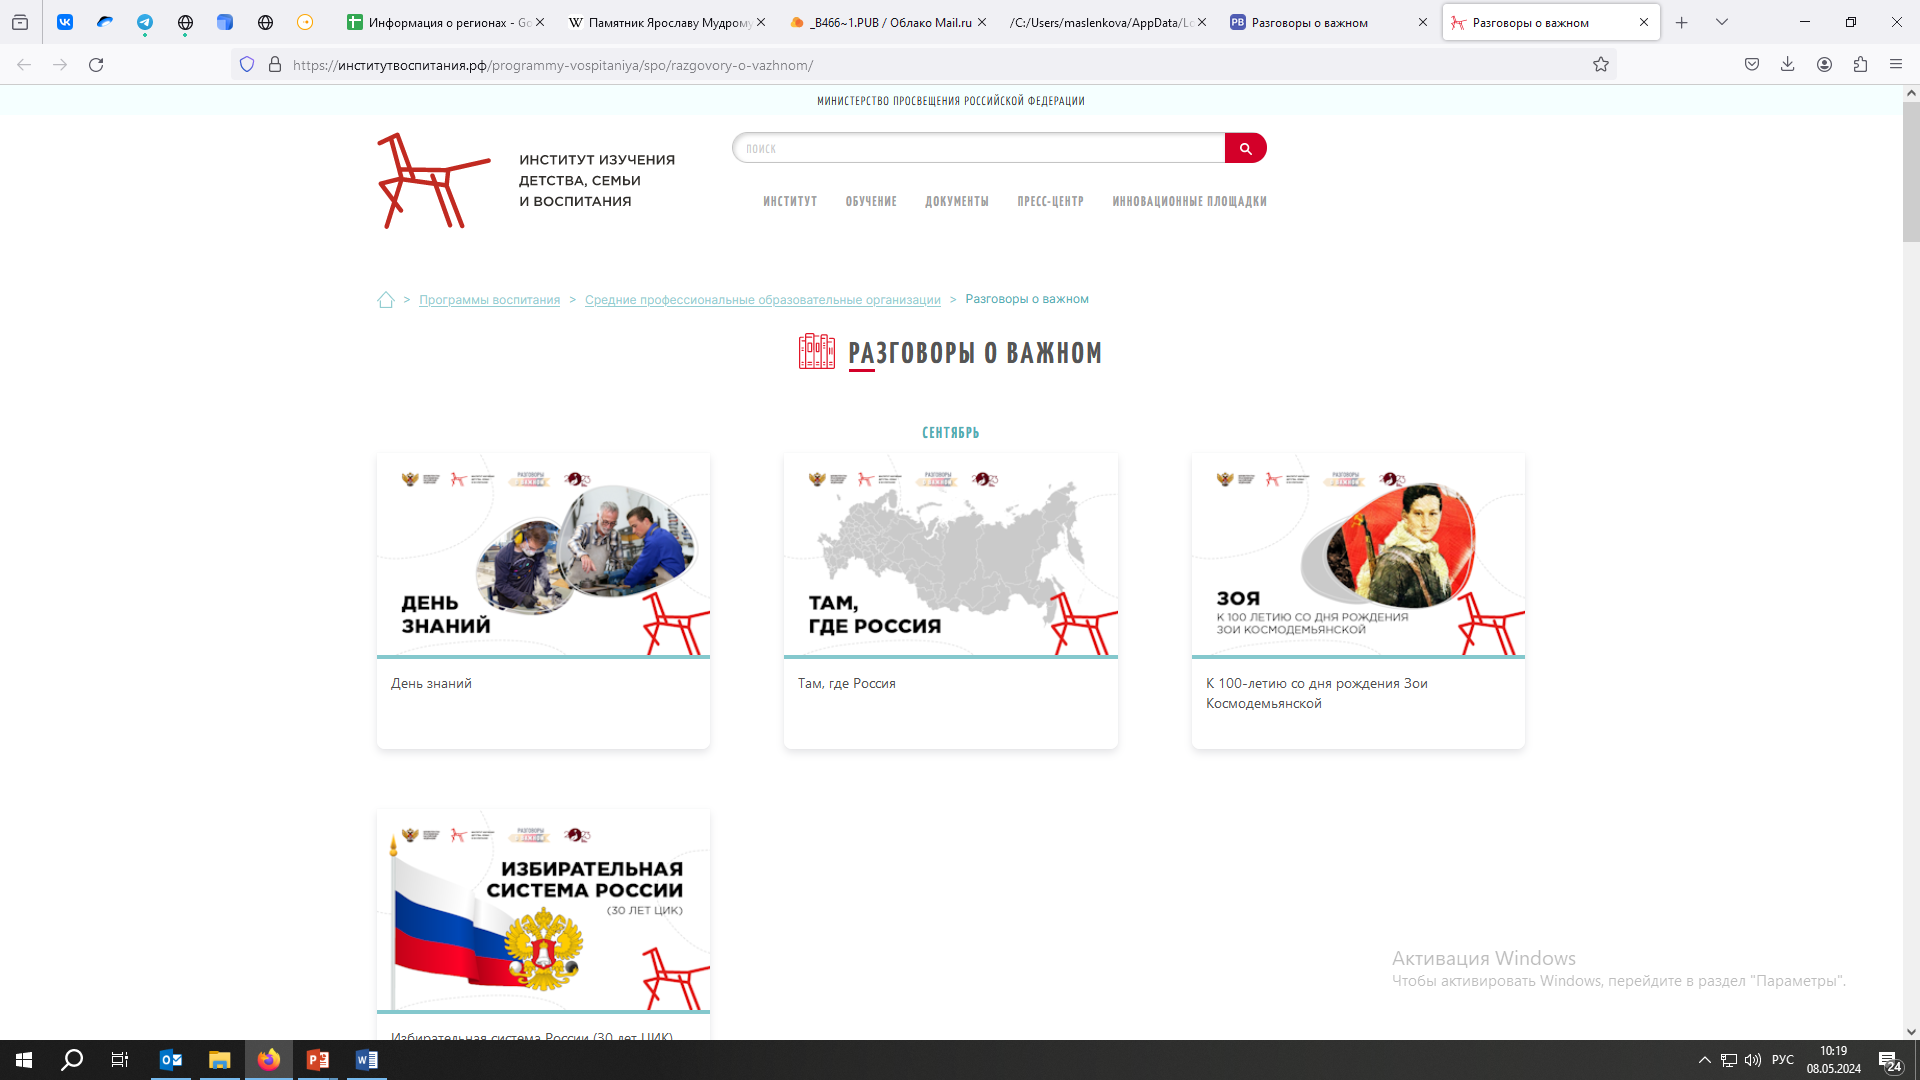 Информация о регионах - Go
Памятник Ярославу Мудрому
_B466~1.PUB / Облако Mail.ru
/C:/Users/maslenkova/AppData/Lo
РВ Разговоры о важном
Разговоры о важном
https://институтвоспитания.рф/programmy-vospitaniya/spo/razgovory-o-vazhnom/
МИНИСТЕРСТВО ПРОСВЕЩЕНИЯ РОССИЙСКОЙ ФЕДЕРАЦИИ
ИНСТИТУТ ИЗУЧЕНИЯ
ДЕТСТВА, СЕМЬИ
И ВОСПИТАНИЯ
ПОИСК
ИНСТИТУТ ОБУЧЕНИЕ ДОКУМЕНТЫ ПРЕСС-ЦЕНТР ИННОВАЦИОННЫЕ ПЛОЩАДКИ
> Программы воспитания > Средние профессиональные образовательные организации > Разговоры о важном
РАЗГОВОРЫ О ВАЖНОМ
СЕНТЯБРЬ
ДЕНЬ
ЗНАНИЙ
День знаний
ТАМ,
ГДЕ РОССИЯ
Там, где Россия
ЗОЯ
К 100 ЛЕТИЮ СО ДНЯ РОЖДЕНИЯ
ЗОИ КОСМОДЕМЬЯНСКОЙ
К 100-летию со дня рождения Зои
Космодемьянской
ИЗБИРАТЕЛЬНАЯ
СИСТЕМА РОССИИ
(30 ЛЕТ ЦИК)
Избирательная система России (30 лет ЦИК)
Активация Windows
Чтобы активировать Windows, перейдите в раздел "Параметры".
РУС
10:19
08.05.2024
24